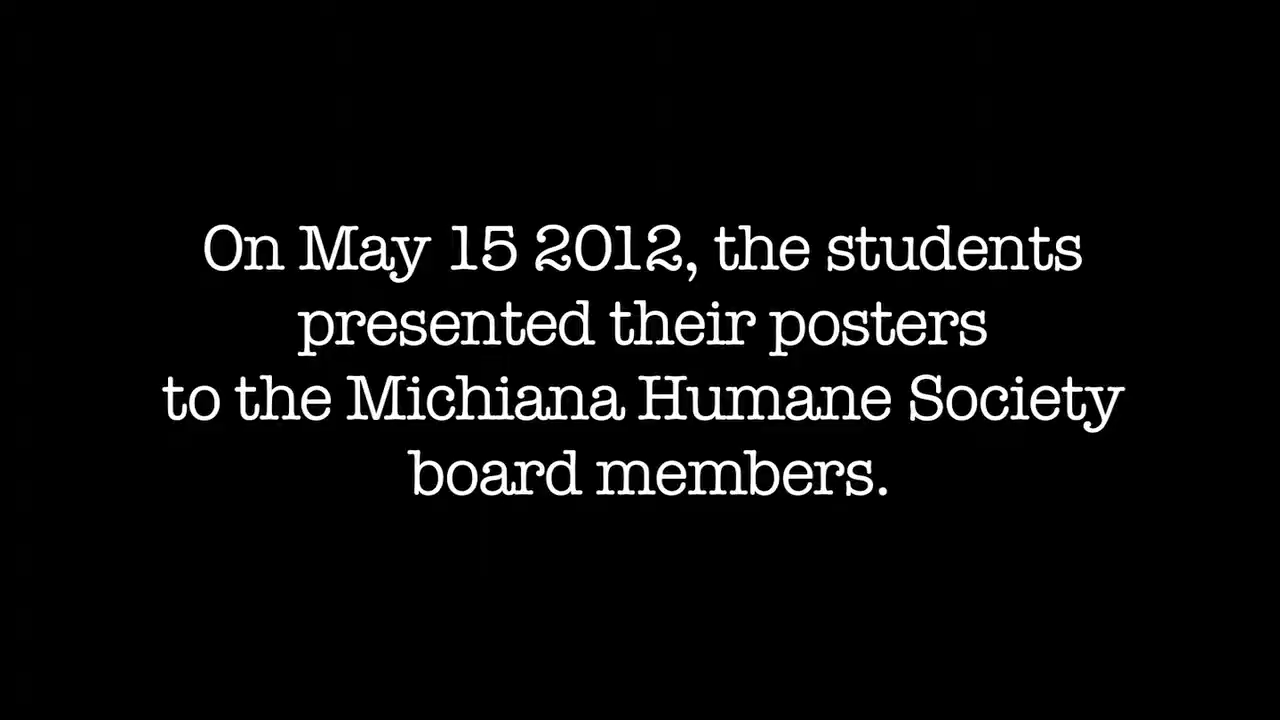 On May 15 2012, the students
presented their posters
to the Michiana Humane Society
board members.